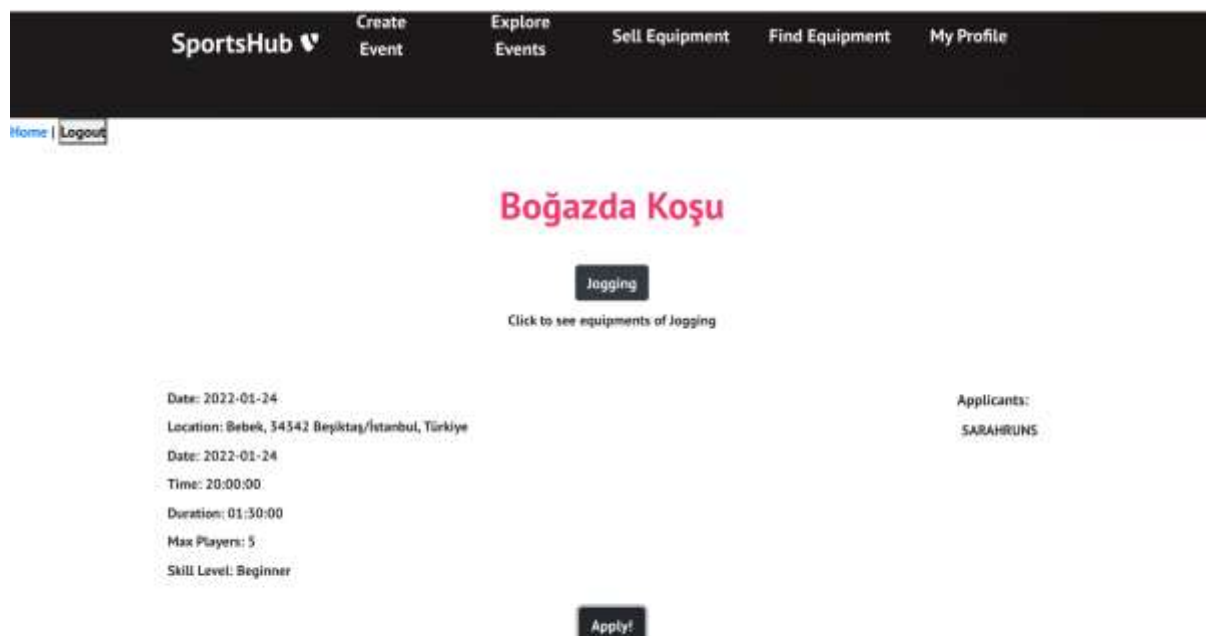 SportsHub
Create Event
Explore Events
Sell Equipment
Find Equipment
My Profile
Home | Logout
Boğazda Koşu
Jogging
Click to see equipments of Jogging
Date: 2022-01-24
Location: Bebek, 34342 Beşiktaş/İstanbul, Türkiye
Date: 2022-01-24
Time: 20:00:00
Duration: 01:30:00
Max Players: 5
Skill Level: Beginner
Applicants:
SARAHRUNS
Apply!